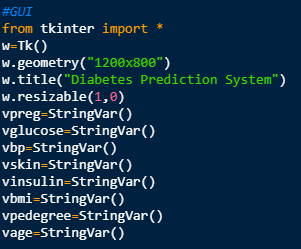 #GUI
from tkinter import *
w=Tk()
w.geometry("1200x800")
w.title("Diabetes Prediction System")
w.resizable(1,0)
vpreg=StringVar()
vglucose=StringVar()
vbp=StringVar()
vskin=StringVar()
vinsulin=StringVar()
vbmi=StringVar()
vpedegree=StringVar()
vage=StringVar()